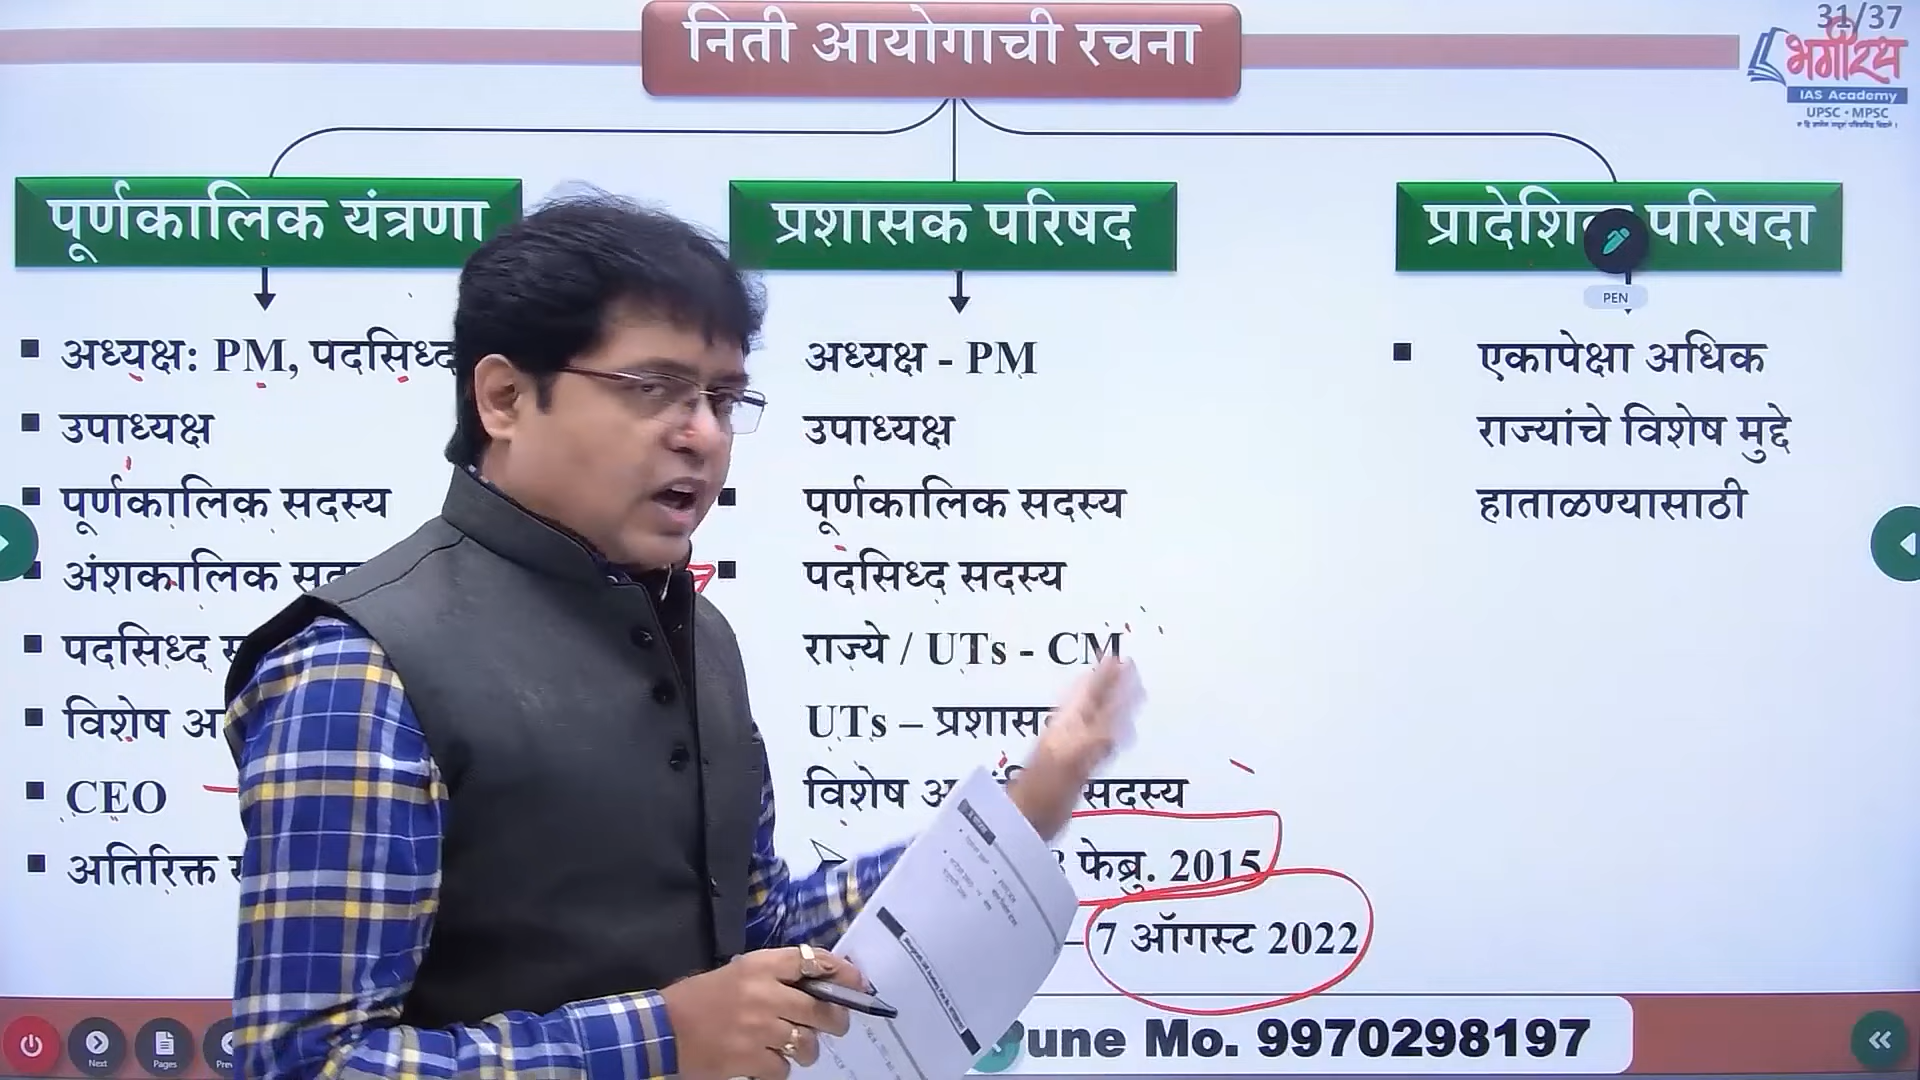 31/37
निती आयोगाची रचना
भगीरथ
IAS Academy
UPSC • MPSC
पूर्णकालिक यंत्रणा
अध्यक्ष: PM, पदसिध्द
उपाध्यक्ष
पूर्णकालिक सदस्य
अंशकालिक
पदसिध्द
विशेष
CEO
अतिरिक्त
प्रशासक परिषद
अध्यक्ष - PM
उपाध्यक्ष
पूर्णकालिक सदस्य
पदसिध्द सदस्य
राज्ये / UTs - CM
UTs –
विशेष सदस्य
फेब्रु. 2015
– 7 ऑगस्ट 2022
परिषदा
PEN
एकापेक्षा अधिक
राज्यांचे विशेष मुद्दे
हाताळण्यासाठी
Next
Pages
Mo. 9970298197